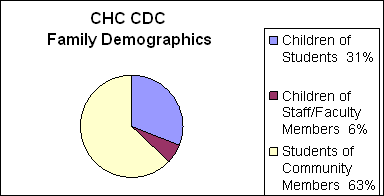 CHC CDC
Family Demographics
Children of
Students 31%
Children of
Staff/Faculty
Members 6%
Students of
Community
Members 63%